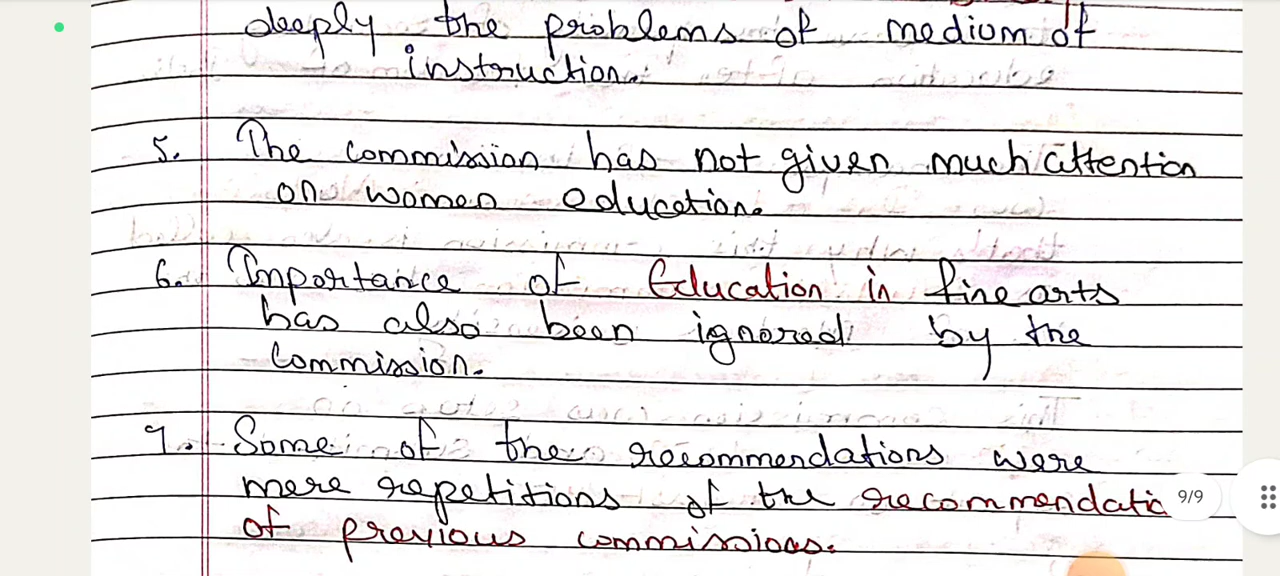 deeply the problems of medium of
instruction.
5. The commission has not given much attention
on women education.
6. Importance of Education in fine arts
has also been ignored by the
commission.
7. Some of the recommendations were
mere repetitions of the recommendatio
9/9
of previous commissions.